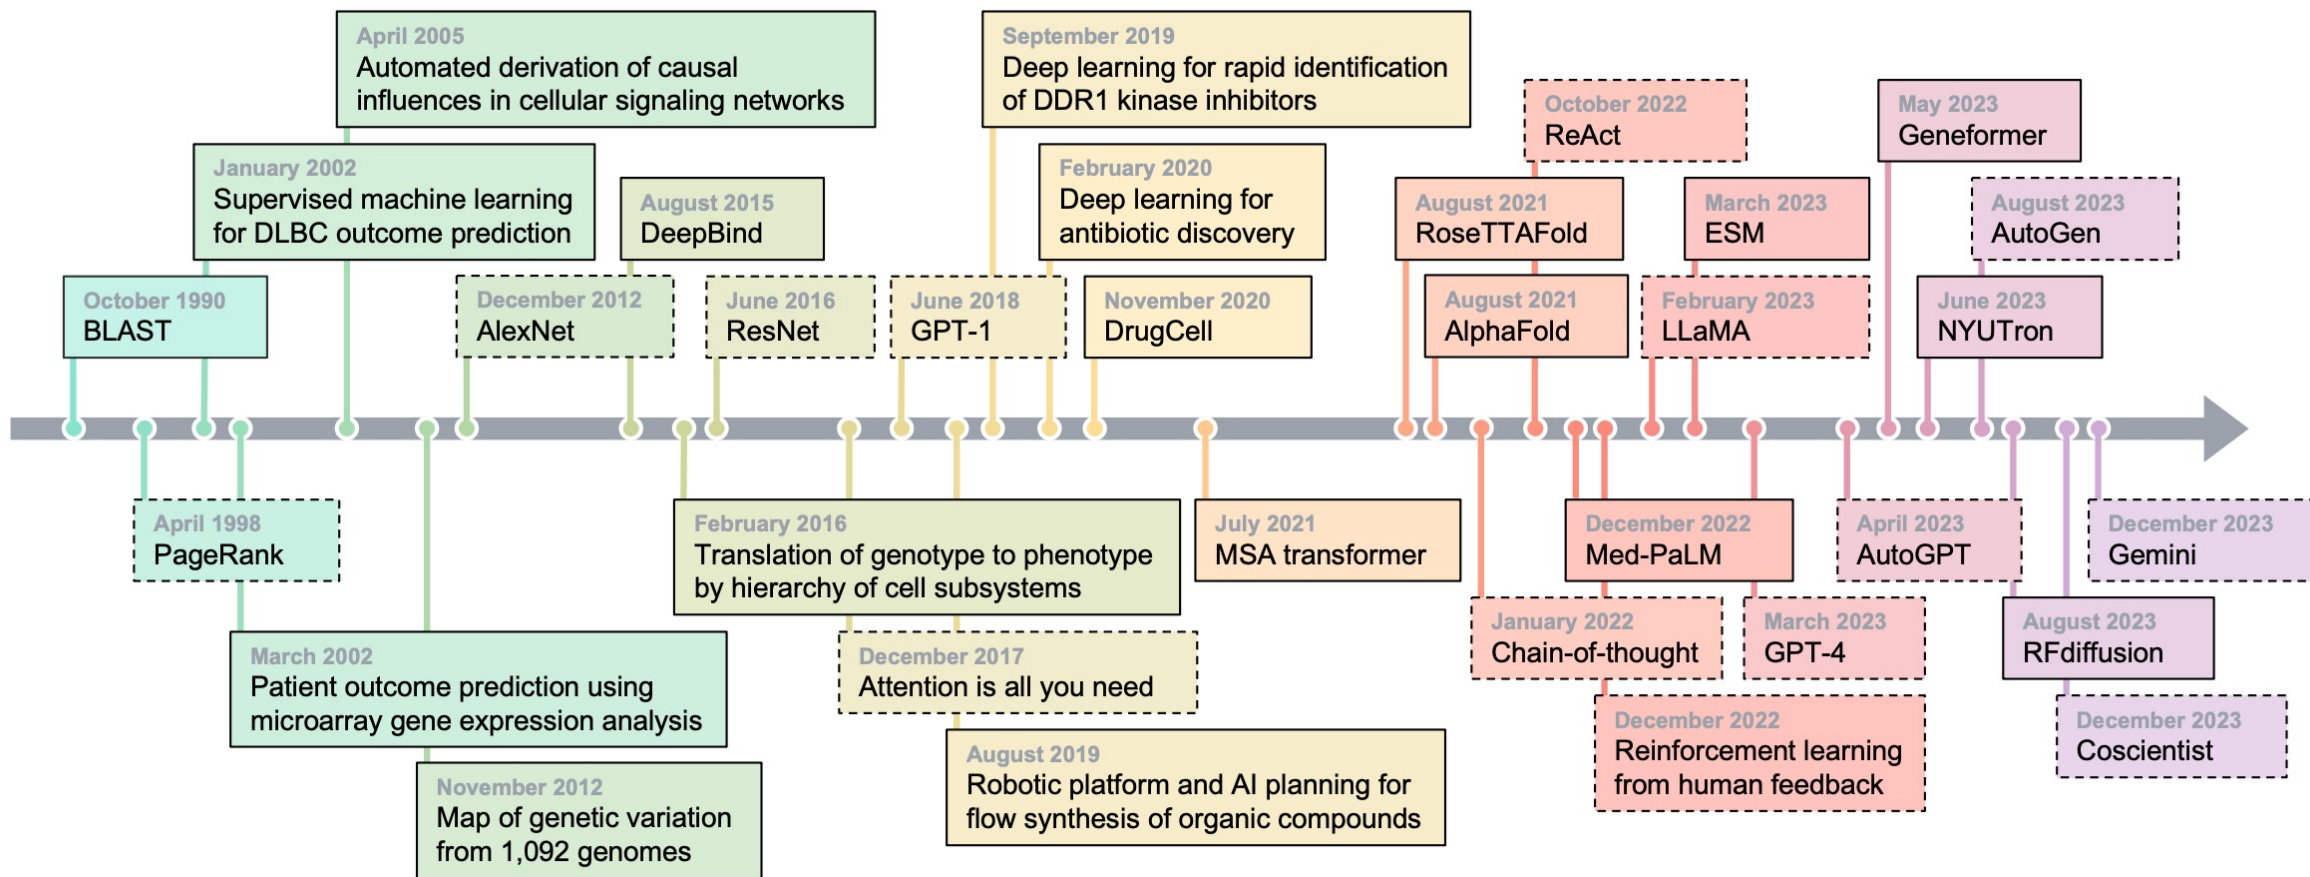 April 2005
Automated derivation of causal
influences in cellular signaling networks
September 2019
Deep learning for rapid identification
of DDR1 kinase inhibitors
October 2022
ReAct
May 2023
Geneformer
January 2002
Supervised machine learning
for DLBC outcome prediction
August 2015
DeepBind
February 2020
Deep learning for
antibiotic discovery
August 2021
RoseTTAFold
March 2023
ESM
August 2023
AutoGen
October 1990
BLAST
December 2012
AlexNet
June 2016
ResNet
June 2018
GPT-1
November 2020
DrugCell
August 2021
AlphaFold
February 2023
LLaMA
June 2023
NYUTron
April 1998
PageRank
February 2016
Translation of genotype to phenotype
by hierarchy of cell subsystems
July 2021
MSA transformer
December 2022
Med-PaLM
April 2023
AutoGPT
December 2023
Gemini
January 2022
Chain-of-thought
March 2023
GPT-4
August 2023
RFdiffusion
March 2002
Patient outcome prediction using
microarray gene expression analysis
December 2017
Attention is all you need
December 2022
Reinforcement learning
from human feedback
December 2023
Coscientist
November 2012
Map of genetic variation
from 1,092 genomes
August 2019
Robotic platform and AI planning for
flow synthesis of organic compounds